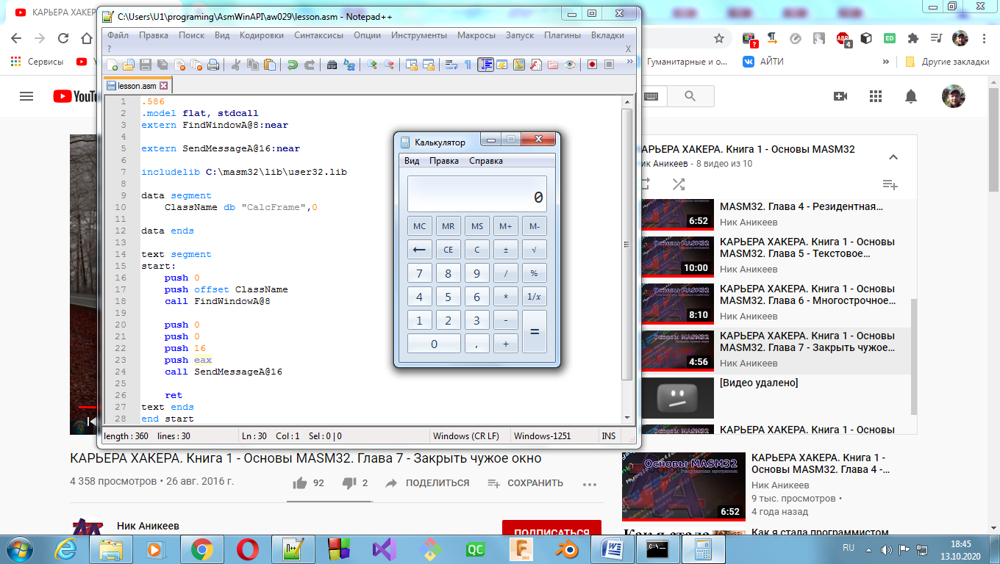 КАРЬЕРА ХАКЕР
C:\Users\U1\programing\AsmWinAPI\aw029\lesson.asm - Notepad++
Файл Правка Поиск Вид Кодировки Синтаксисы Опции Инструменты Макросы Запуск Плагины Вкладки
? X
Сервисы
Гуманитарные и о...
АЙТИ
»
Другие закладки
lesson.asm
1 .586
2 .model flat, stdcall
3 extern FindWindowA@8:near
4
5 extern SendMessageA@16:near
6
7 includelib C:\masm32\lib\user32.lib
8
9 data segment
10 ClassName db "CalcFrame",0
11
12 data ends
13
14 text segment
15 start:
16 push 0
17 push offset ClassName
18 call FindWindowA@8
19
20 push 0
21 push 0
22 push 16
23 push eax
24 call SendMessageA@16
25
26 ret
27 text ends
28 end start
length : 360 lines : 30 Ln : 30 Col : 1 Sel : 0 | 0 Windows (CR LF) Windows-1251 INS
Калькулятор
Вид Правка Справка
0
MC MR MS M+ M-
← CE C ± √
7 8 9 / %
4 5 6 * 1/x
1 2 3 - =
0 , +
YouTu
ABP
4
?
ED
АРЬЕРА ХАКЕРА. Книга 1 - Основы MASM32
ик Аникеев - 8 видео из 10
6:52
MASM32. Глава 4 - Резидентная...
Ник Аникеев
10:00
КАРЬЕРА ХАКЕРА. Книга 1 - Основы
MASM32. Глава 5 - Текстовое...
Ник Аникеев
8:10
КАРЬЕРА ХАКЕРА. Книга 1 - Основы
MASM32. Глава 6 - Многострочное...
Ник Аникеев
4:56
КАРЬЕРА ХАКЕРА. Книга 1 - Основы
MASM32. Глава 7 - Закрыть чужое...
Ник Аникеев
[Видео удалено]
КАРЬЕРА ХАКЕРА. Книга 1 - Основы
КАРЬЕРА ХАКЕРА. Книга 1 - Основы MASM32. Глава 7 - Закрыть чужое окно
4 358 просмотров • 26 авг. 2016 г.
92
2
ПОДЕЛИТЬСЯ
СОХРАНИТЬ
Ник Аникеев
ПОДПИСАТЬСЯ
Основы MASM32
6:52
КАРЬЕРА ХАКЕРА. Книга 1 -
Основы MASM32. Глава 4 -...
Ник Аникеев
9 тыс. просмотров •
4 года назад
Как я стала
Как я стала программистом
RU
18:45
13.10.2020